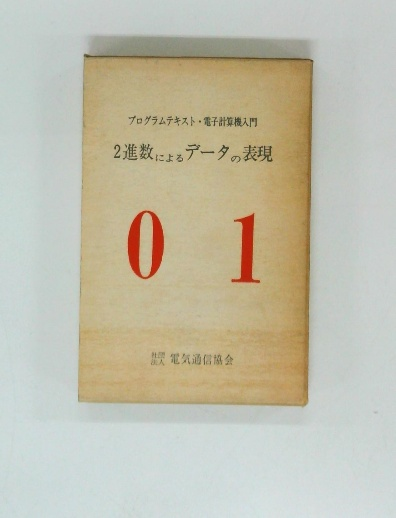 プログラムテキスト・電子計算機入門
2進数によるデータの表現
0 1
社団法人 電気通信協会